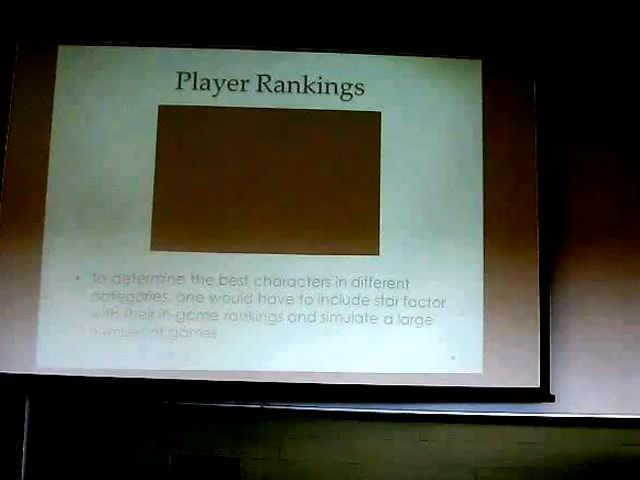 Player Rankings
• To determine the best characters in different
categories, one would have to include star factor
with their in-game rankings and simulate a large
number of games